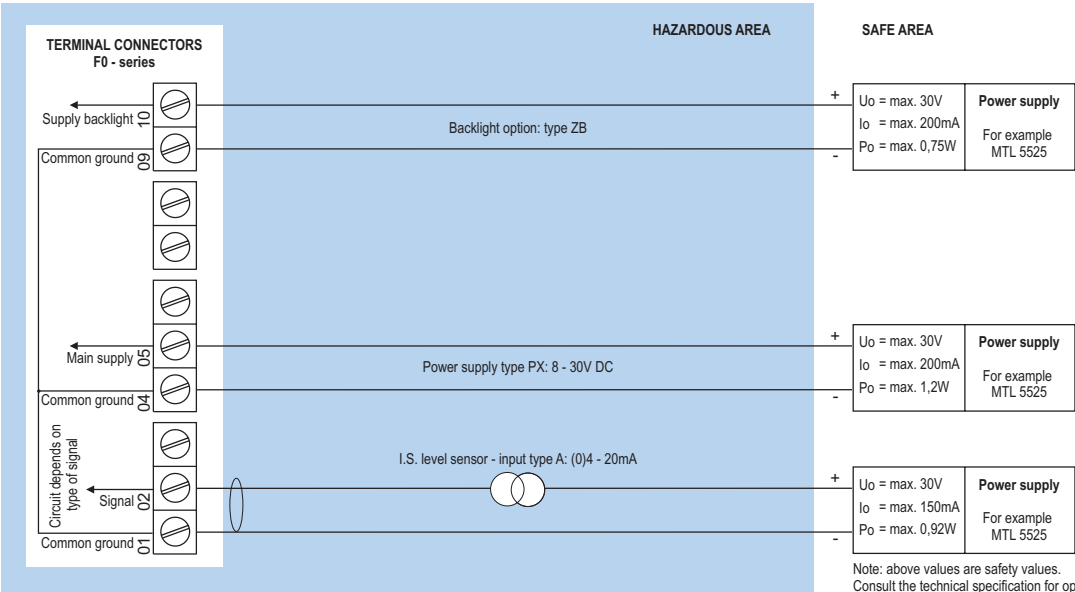 HAZARDOUS AREA
SAFE AREA
TERMINAL CONNECTORS
F0 - series
Supply backlight
10
Common ground
09
Backlight option: type ZB
+
-
Uo = max. 30V
Io = max. 200mA
Po = max. 0,75W
Power supply
For example
MTL 5525
Main supply
05
Common ground
04
Power supply type PX: 8 - 30V DC
+
-
Uo = max. 30V
Io = max. 200mA
Po = max. 1,2W
Power supply
For example
MTL 5525
Circuit depends on
type of signal
Signal
02
Common ground
01
I.S. level sensor - input type A: (0)4 - 20mA
+
-
Uo = max. 30V
Io = max. 150mA
Po = max. 0,92W
Power supply
For example
MTL 5525
Note: above values are safety values.
Consult the technical specification for op